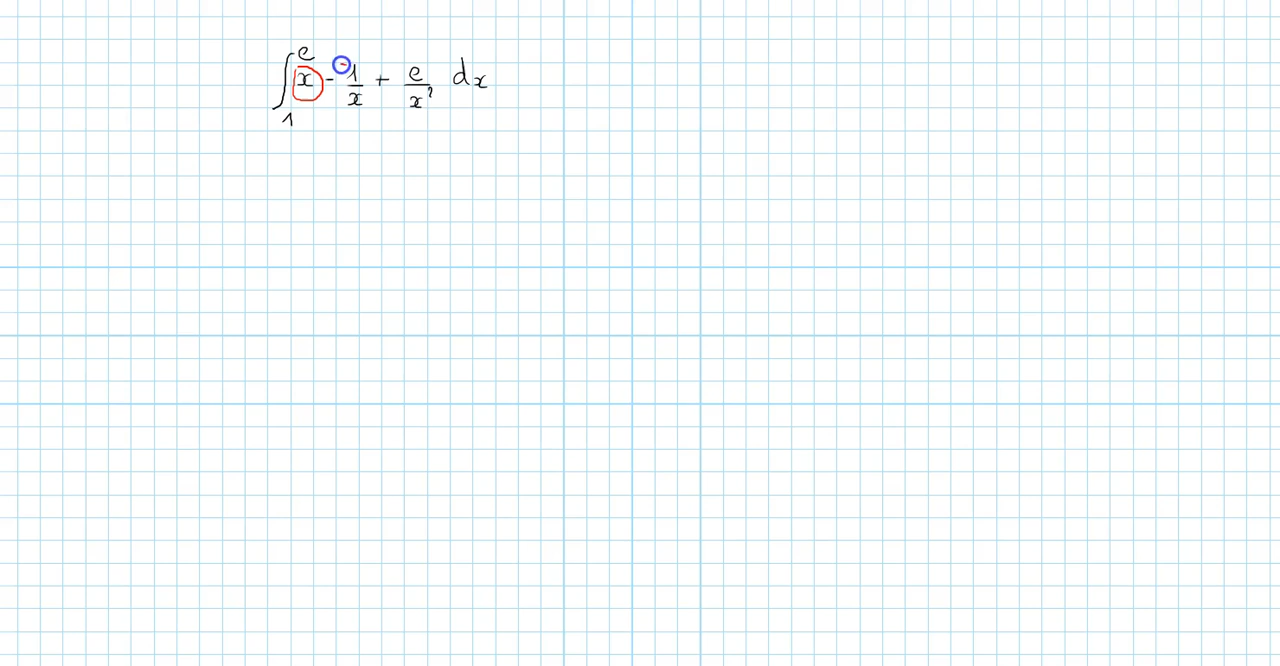 ∫₁ᵉ x - 1/x + e/x² dx